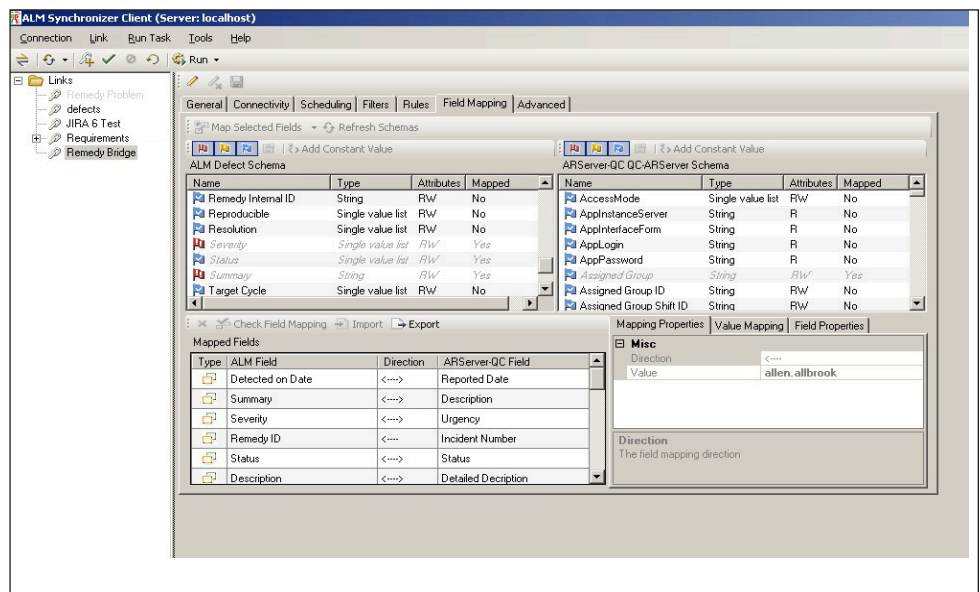 ALM Synchronizer Client (Server: localhost)
Connection Link Run Task Tools Help
Run
Links
Remedy Problem
defects
JIRA 6 Test
Requirements
Remedy Bridge
General Connectivity Scheduling Filters Rules Field Mapping Advanced
Map Selected Fields Refresh Schemas
Add Constant Value
ALM Defect Schema
Name Type Attributes Mapped
Remedy Internal ID String RW No
Reproducible Single value list RW No
Resolution Single value list RW No
Severity Single value list RW Yes
Status Single value list RW Yes
Summary String RW Yes
Target Cycle Single value list RW No
Add Constant Value
ARServer-QC QC-ARServer Schema
Name Type Attributes Mapped
AccessMode Single value list RW No
AppInstanceServer String R No
AppInterfaceForm String R No
AppLogin String R No
AppPassword String R No
Assigned Group String RW Yes
Assigned Group ID String RW No
Assigned Group Shift ID String RW No
Check Field Mapping Import Export
Mapped Fields
Type ALM Field Direction ARServer-QC Field
Detected on Date <----> Reported Date
Summary <----> Description
Severity <----> Urgency
Remedy ID <---- Incident Number
Status <----> Status
Description <----> Detailed Decription
Mapping Properties Value Mapping Field Properties
Misc
Direction <----
Value allen.allbrook
Direction
The field mapping direction